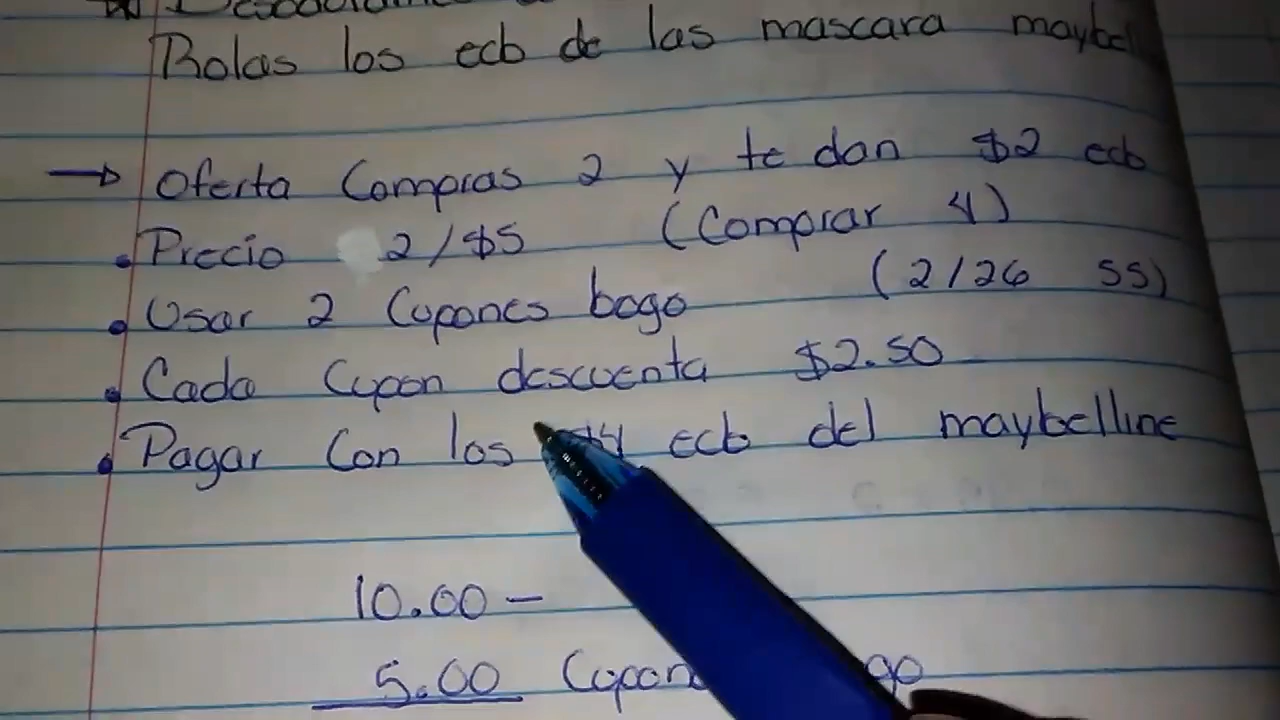 Rolas los ecb de las mascara maybel
→ Oferta Compras 2 y te dan $2 ecb
• Precio 2/$5 (Comprar 4)
• Usar 2 Cupones bogo (2/26 SS)
• Cada Cupon descuenta $2.50
• Pagar Con los ecb del maybelline
10.00 –
5.00